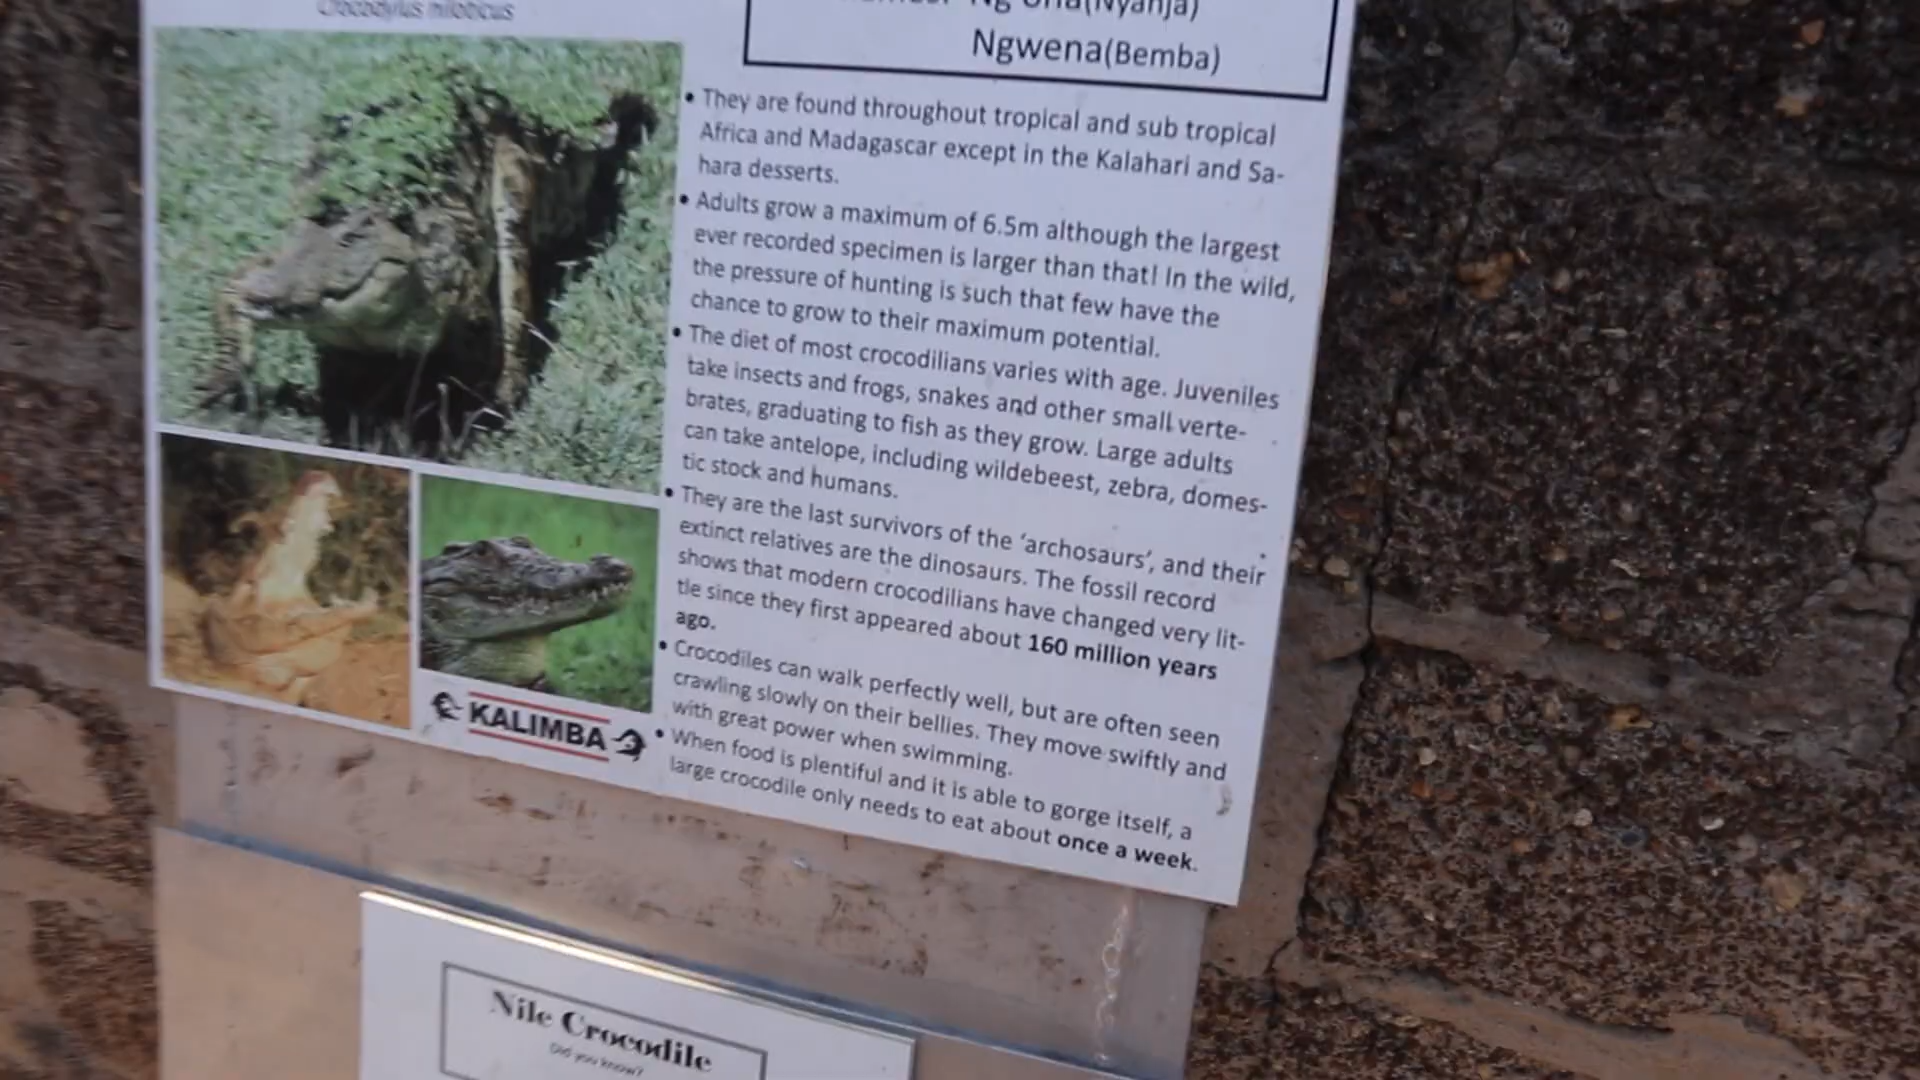 Crocodylus niloticus
(Nyanja)
Ngwena(Bemba)
• They are found throughout tropical and sub tropical
Africa and Madagascar except in the Kalahari and Sa-
hara desserts.
• Adults grow a maximum of 6.5m although the largest
ever recorded specimen is larger than that! In the wild,
the pressure of hunting is such that few have the
chance to grow to their maximum potential.
• The diet of most crocodilians varies with age. Juveniles
take insects and frogs, snakes and other small verte-
brates, graduating to fish as they grow. Large adults
can take antelope, including wildebeest, zebra, domes-
tic stock and humans.
• They are the last survivors of the ‘archosaurs’, and their
extinct relatives are the dinosaurs. The fossil record
shows that modern crocodilians have changed very lit-
tle since they first appeared about 160 million years
ago.
• Crocodiles can walk perfectly well, but are often seen
crawling slowly on their bellies. They move swiftly and
with great power when swimming.
• When food is plentiful and it is able to gorge itself, a
large crocodile only needs to eat about once a week.
KALIMBA
Nile Crocodile
Did you know?